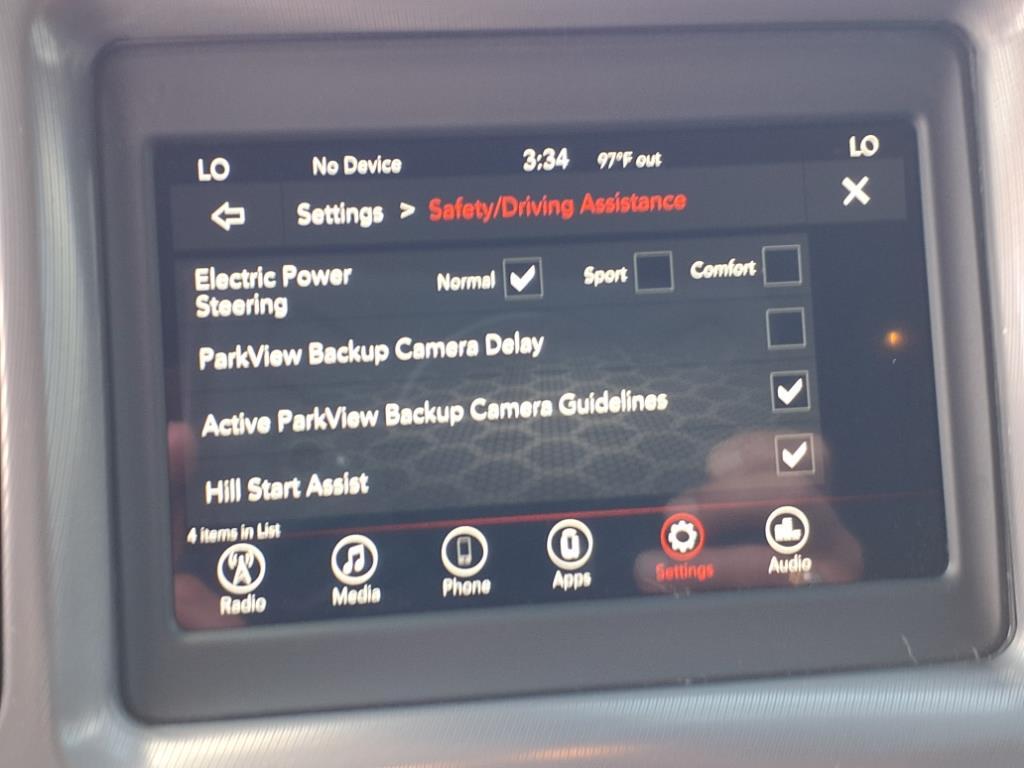 LO No Device 3:34 97°F out LO
Settings > Safety/Driving Assistance
Electric Power Normal Sport Comfort
Steering
ParkView Backup Camera Delay
Active ParkView Backup Camera Guidelines
Hill Start Assist
4 items in List
Radio Media Phone Apps Settings Audio